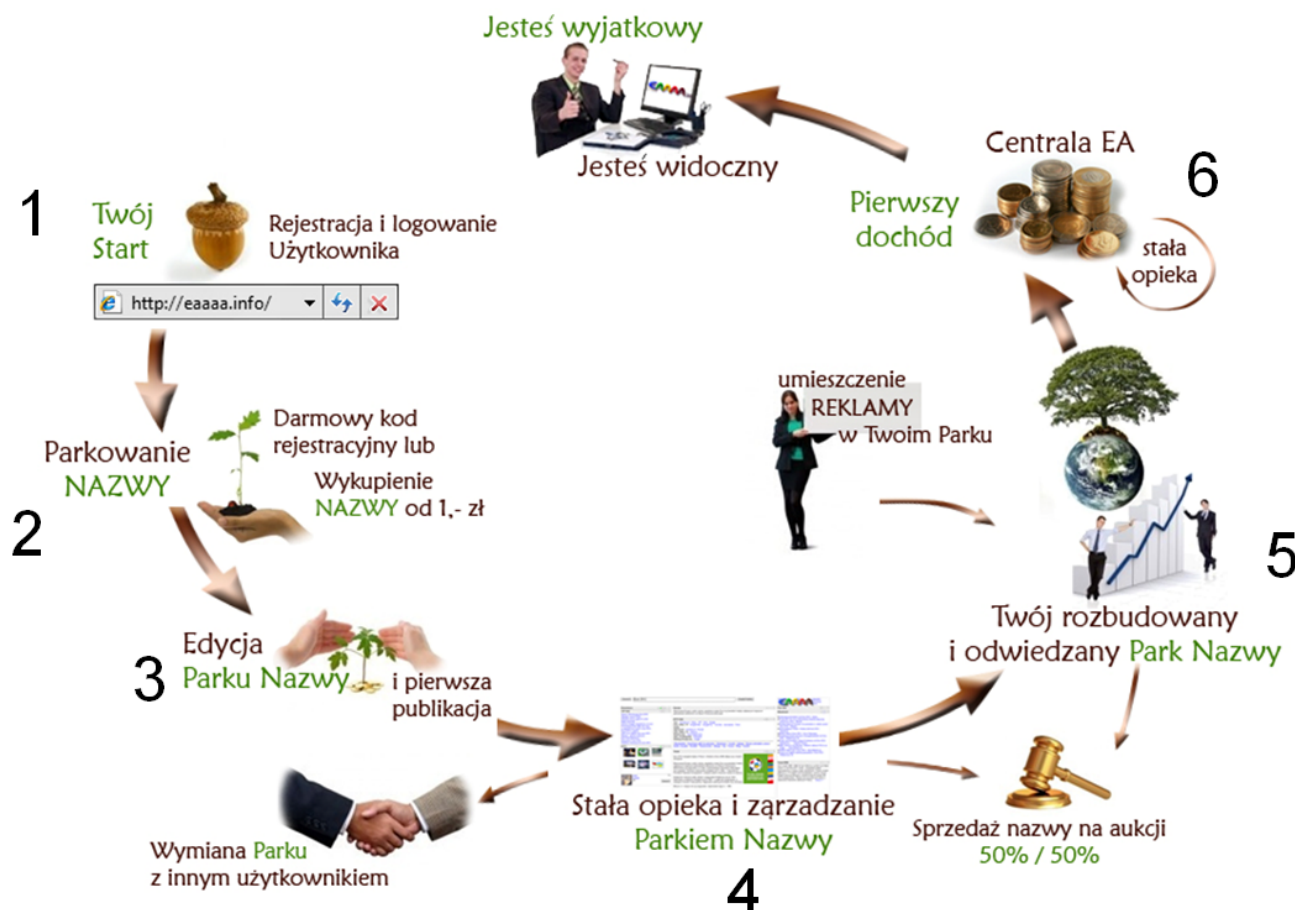 Jesteś wyjatkowy
Jesteś widoczny
1
Twój
Start
Rejestracja i logowanie
Użytkownika
http://eaaaa.info/
Parkowanie
NAZWY
2
Darmowy kod
rejestracyjny lub
Wykupienie
NAZWY od 1,- zł
3
Edycja
Parku Nazwy
i pierwsza
publikacja
Wymiana Parku
z innym użytkownikiem
Stała opieka i ząrzadzanie
Parkiem Nazwy
4
Sprzedaż nazwy na aukcji
50% / 50%
umieszczenie
REKLAMY
w Twoim Parku
5
Twój rozbudowany
i odwiedzany Park Nazwy
Centrala EA
6
Pierwszy
dochód
stała
opieka